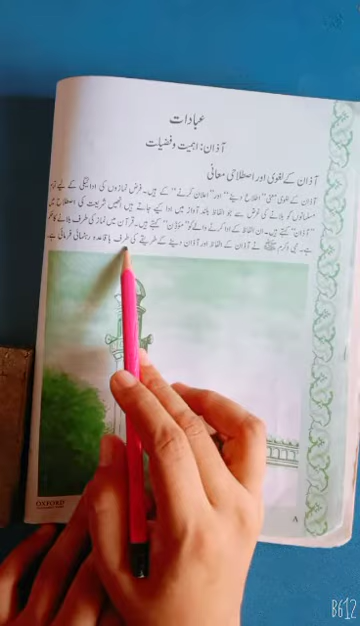 عبادات
آذان: اہمیت و فضیلت
آذان کے لغوی اور اصطلاحی معانی
آذان کے لغوی معنی "اطلاع دینے" اور "اعلان کرنے" کے ہیں۔ فرض نمازوں کی ادائیگی کے لیے تمام
مسلمانوں کو بلانے کی غرض سے جو الفاظ بلند آواز میں ادا کیے جاتے ہیں انھیں شریعت کی اصطلاح میں
"آذان" کہتے ہیں۔ ان الفاظ کے ادا کرنے والے کو "مؤذن" کہتے ہیں۔ قرآن میں نماز کی طرف بلانے کا حکم
ہے۔ نبی اکرم ﷺ نے آذان کے الفاظ اور آذان دینے کے طریقے کی طرف باقاعدہ رہنمائی فرمائی ہے
OXFORD
۸
B612